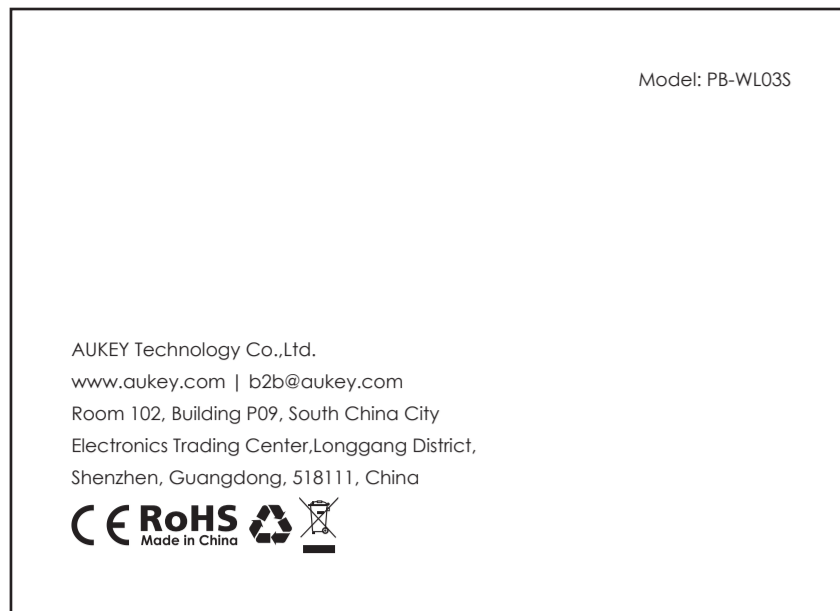 Model: PB-WL03S
AUKEY Technology Co.,Ltd.
www.aukey.com | b2b@aukey.com
Room 102, Building P09, South China City
Electronics Trading Center,Longgang District,
Shenzhen, Guangdong, 518111, China
CE RoHS
Made in China